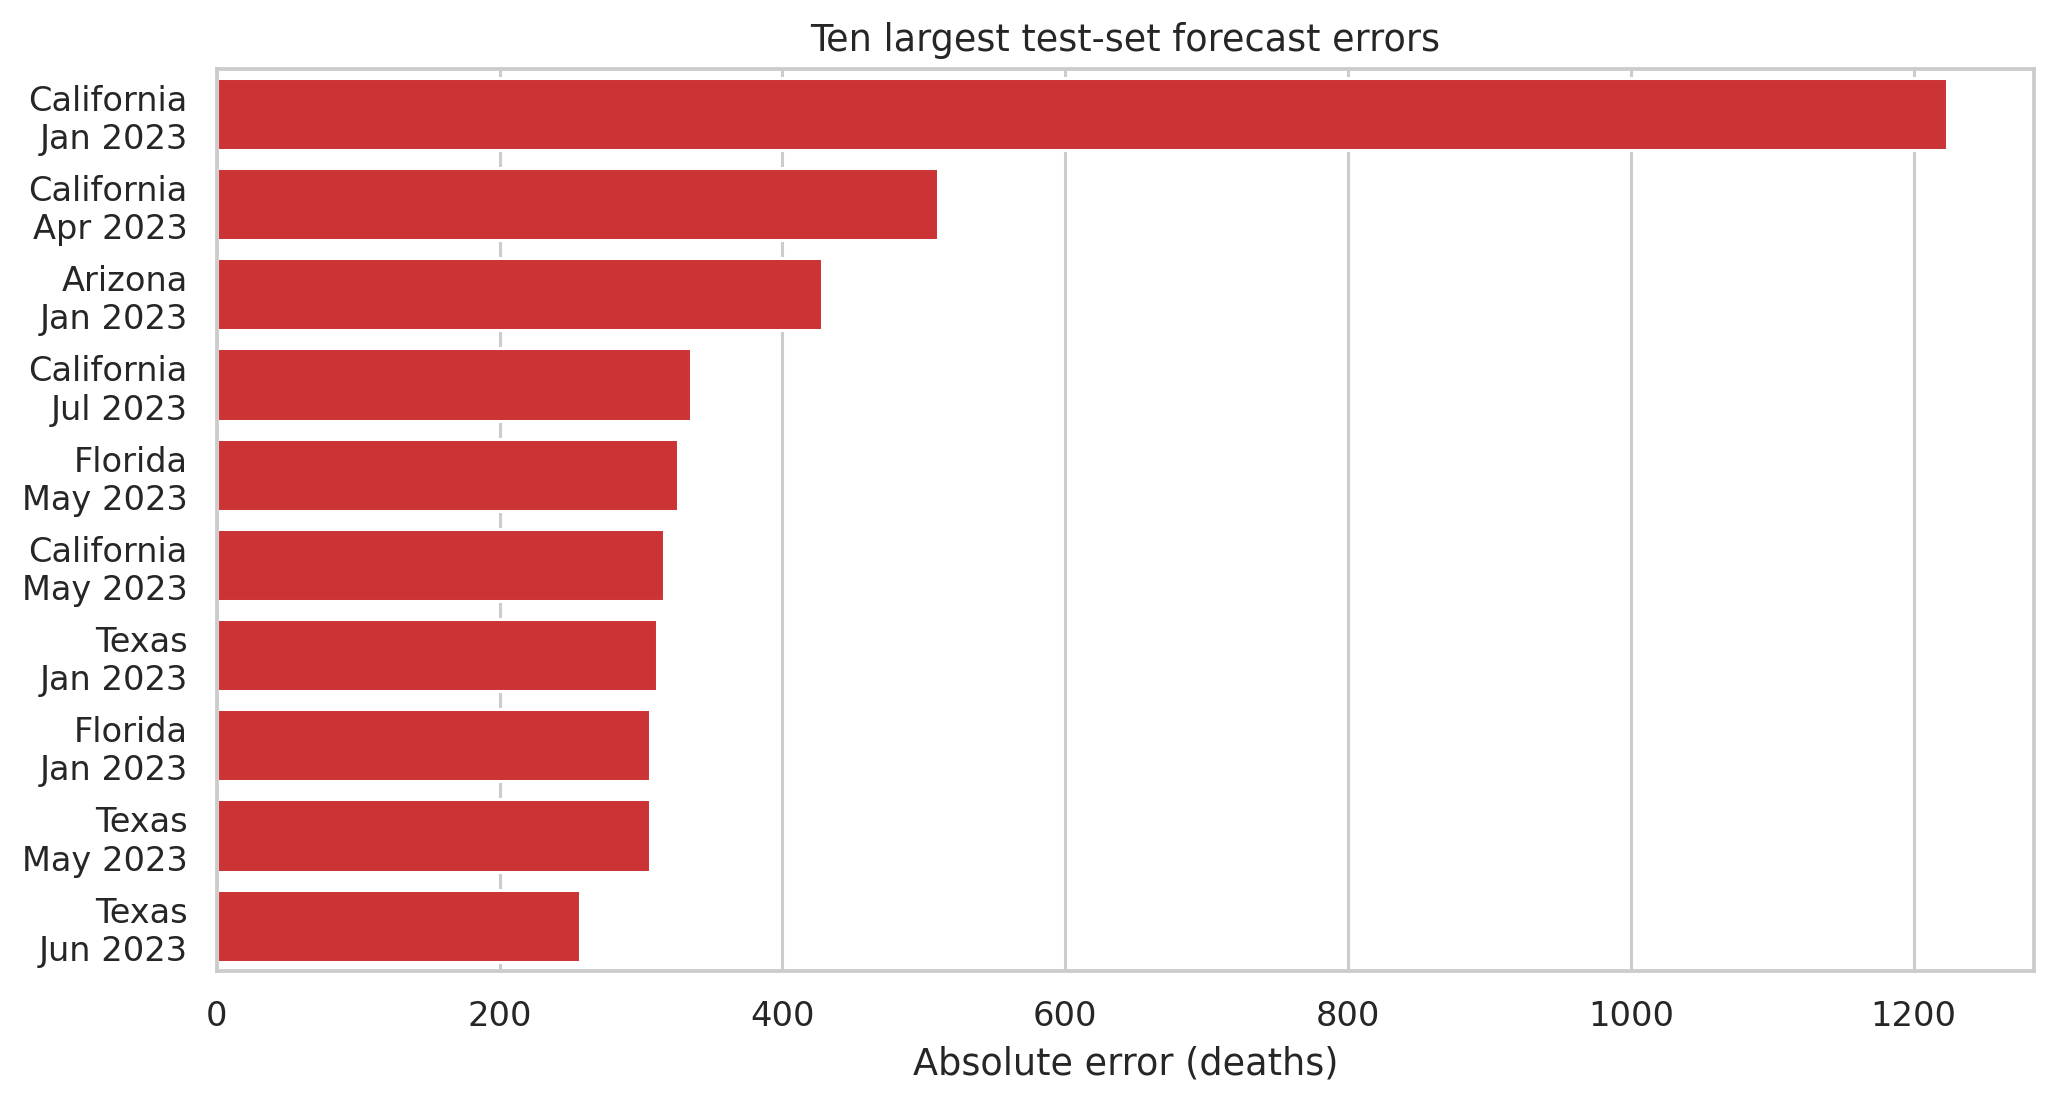 Ten largest test-set forecast errors
California
Jan 2023
California
Apr 2023
Arizona
Jan 2023
California
Jul 2023
Florida
May 2023
California
May 2023
Texas
Jan 2023
Florida
Jan 2023
Texas
May 2023
Texas
Jun 2023
0 200 400 600 800 1000 1200
Absolute error (deaths)